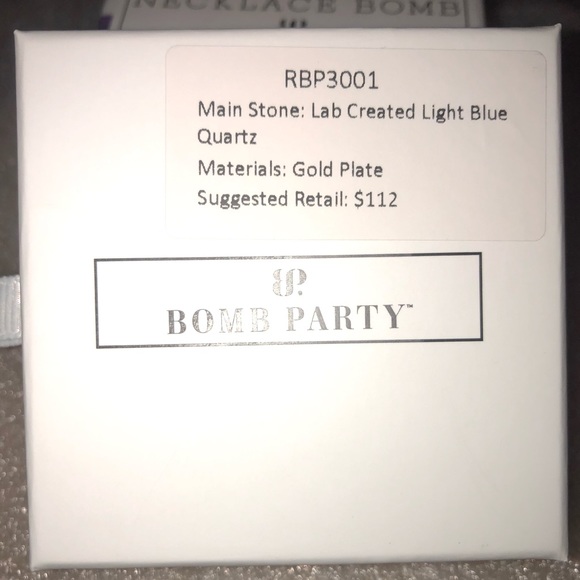 NECKLACE BOMB
RBP3001
Main Stone: Lab Created Light Blue
Quartz
Materials: Gold Plate
Suggested Retail: $112
BP
BOMB PARTY™